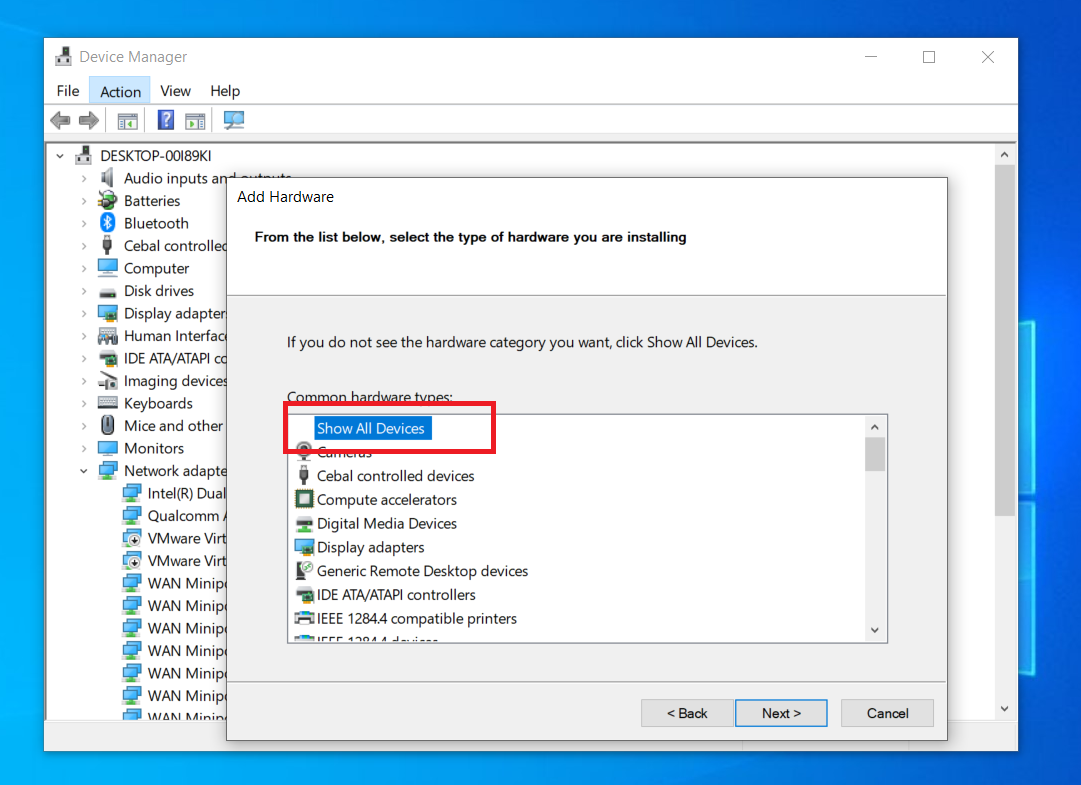 Device Manager
File Action View Help
DESKTOP-00I89KI
Audio inputs and outputs
Batteries
Bluetooth
Cebal controlled
Computer
Disk drives
Display adapter
Human Interfac
IDE ATA/ATAPI co
Imaging devices
Keyboards
Mice and other
Monitors
Network adapte
Intel(R) Dual
Qualcomm A
VMware Virt
VMware Virt
WAN Minipo
WAN Minipo
WAN Minipo
WAN Minipo
WAN Minipo
WAN Minipo
WAN Minipo
Add Hardware
From the list below, select the type of hardware you are installing
If you do not see the hardware category you want, click Show All Devices.
Common hardware types:
Show All Devices
Cameras
Cebal controlled devices
Compute accelerators
Digital Media Devices
Display adapters
Generic Remote Desktop devices
IDE ATA/ATAPI controllers
IEEE 1284.4 compatible printers
IEEE 1284.4 devices
< Back Next > Cancel